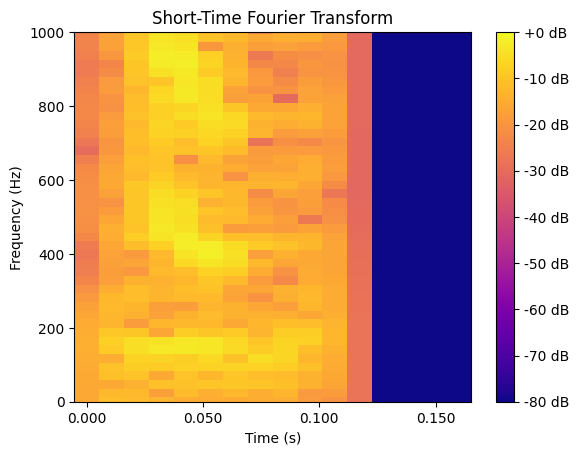 Short-Time Fourier Transform
Frequency (Hz)
1000
800
600
400
200
0
0.000
0.050
0.100
0.150
Time (s)
+0 dB
-10 dB
-20 dB
-30 dB
-40 dB
-50 dB
-60 dB
-70 dB
-80 dB